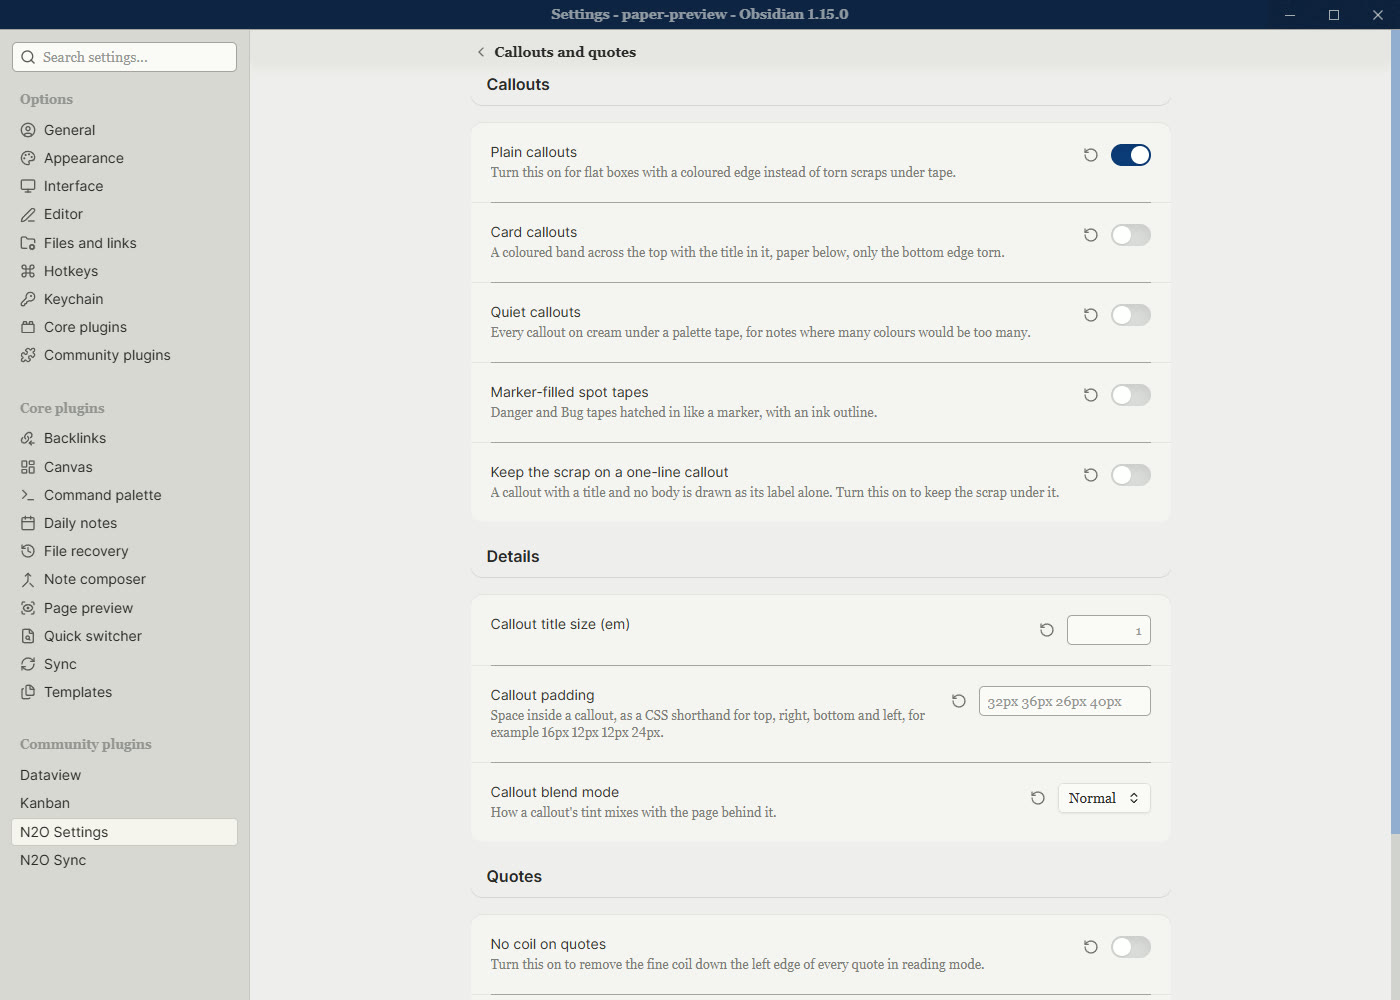 Settings - paper-preview - Obsidian 1.15.0
Search settings...
Options
General
Appearance
Interface
Editor
Files and links
Hotkeys
Keychain
Core plugins
Community plugins
Core plugins
Backlinks
Canvas
Command palette
Daily notes
File recovery
Note composer
Page preview
Quick switcher
Sync
Templates
Community plugins
Dataview
Kanban
N2O Settings
N2O Sync
Callouts and quotes
Callouts
Plain callouts
Turn this on for flat boxes with a coloured edge instead of torn scraps under tape.
Card callouts
A coloured band across the top with the title in it, paper below, only the bottom edge torn.
Quiet callouts
Every callout on cream under a palette tape, for notes where many colours would be too many.
Marker-filled spot tapes
Danger and Bug tapes hatched in like a marker, with an ink outline.
Keep the scrap on a one-line callout
A callout with a title and no body is drawn as its label alone. Turn this on to keep the scrap under it.
Details
Callout title size (em)
1
Callout padding
Space inside a callout, as a CSS shorthand for top, right, bottom and left, for
example 16px 12px 12px 24px.
32px 36px 26px 40px
Callout blend mode
How a callout's tint mixes with the page behind it.
Normal
Quotes
No coil on quotes
Turn this on to remove the fine coil down the left edge of every quote in reading mode.